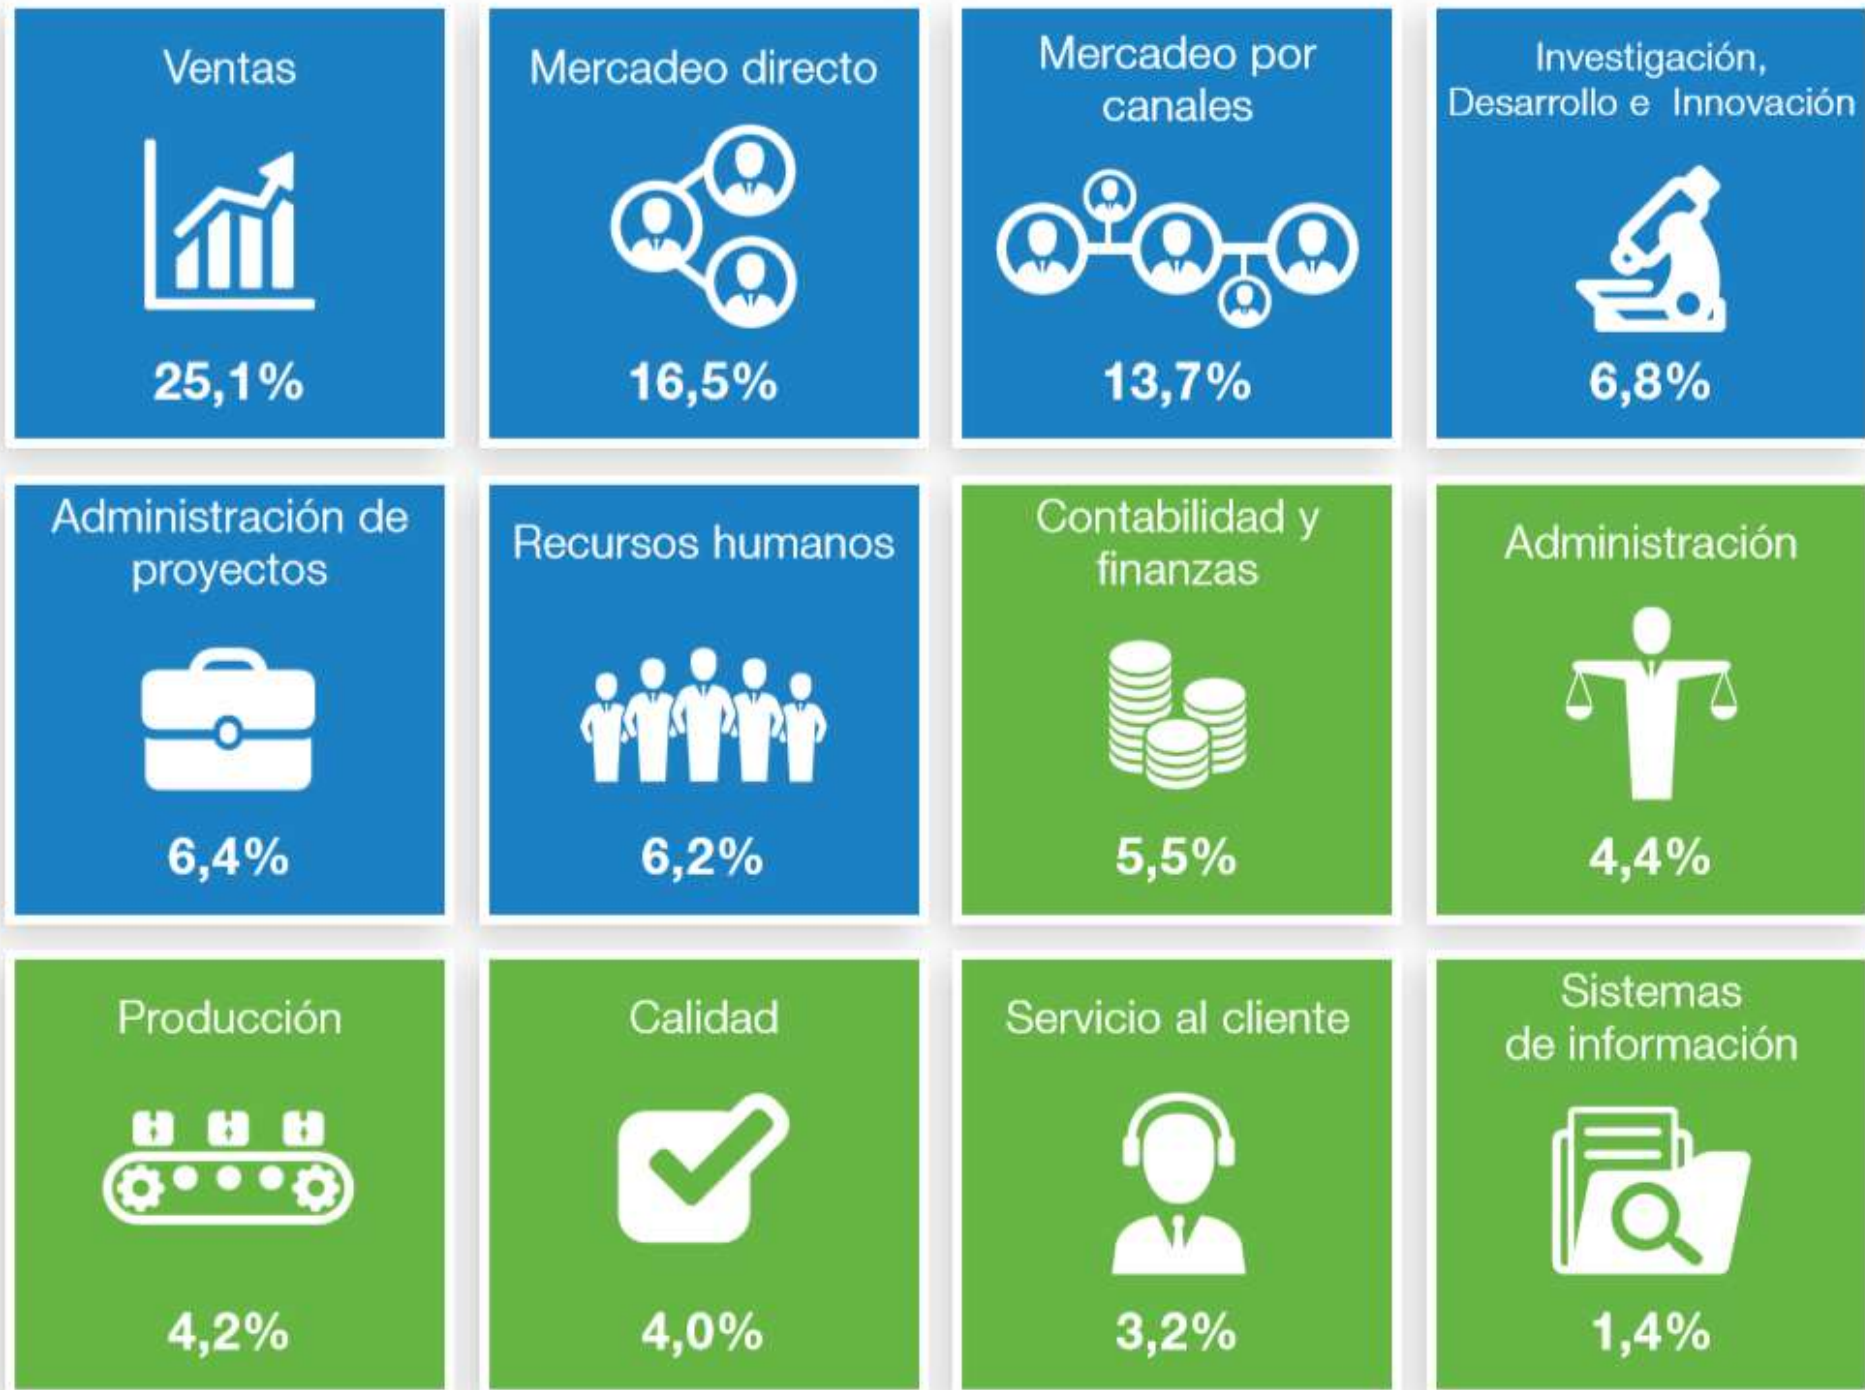 Ventas
25,1%
Mercadeo directo
16,5%
Mercadeo por
canales
13,7%
Investigación,
Desarrollo e Innovación
6,8%
Administración de
proyectos
6,4%
Recursos humanos
6,2%
Contabilidad y
finanzas
5,5%
Administración
4,4%
Producción
4,2%
Calidad
4,0%
Servicio al cliente
3,2%
Sistemas
de información
1,4%